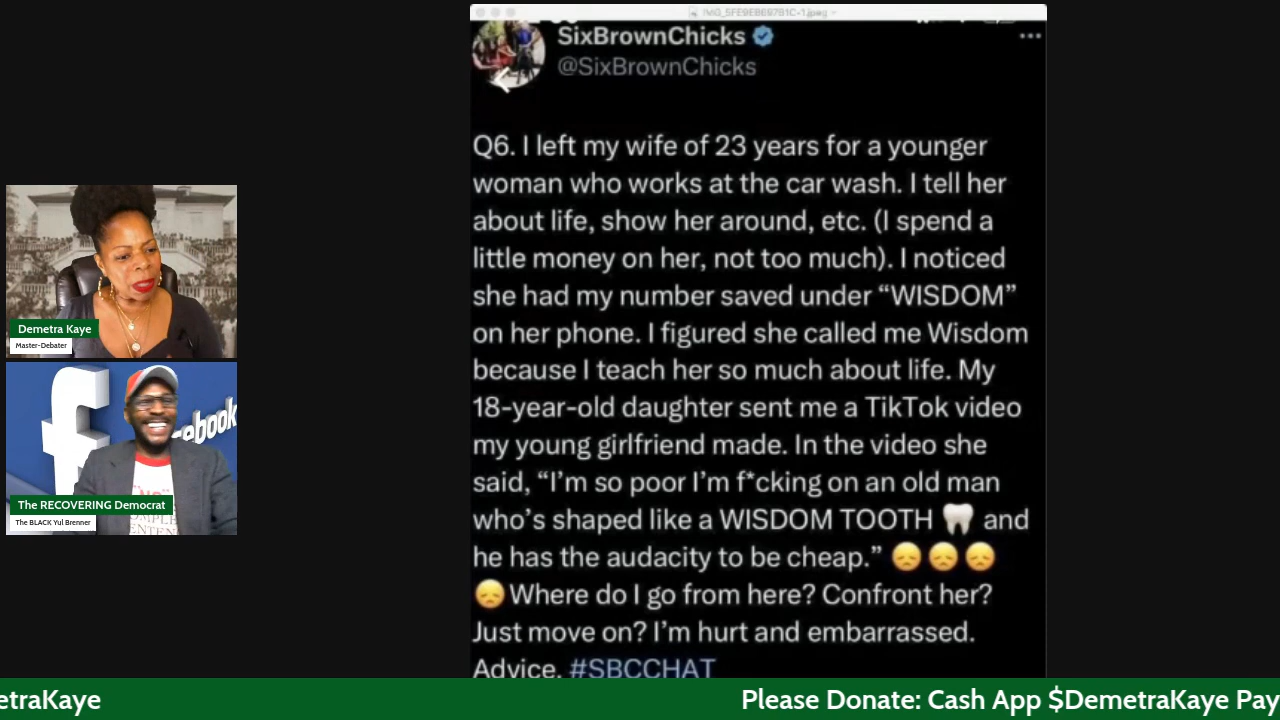 IMG_5FE9EB69791C-1.jpeg
SixBrownChicks
@SixBrownChicks
Q6. I left my wife of 23 years for a younger
woman who works at the car wash. I tell her
about life, show her around, etc. (I spend a
little money on her, not too much). I noticed
she had my number saved under “WISDOM”
on her phone. I figured she called me Wisdom
because I teach her so much about life. My
18-year-old daughter sent me a TikTok video
my young girlfriend made. In the video she
said, “I’m so poor I’m f*cking on an old man
who’s shaped like a WISDOM TOOTH 🦷 and
he has the audacity to be cheap.” 😞😞😞
😞Where do I go from here? Confront her?
Just move on? I’m hurt and embarrassed.
Advice. #SBCCHAT
Demetra Kaye
Master-Debater
f
ebook
"NO"
The RECOVERING Democrat
The BLACK Yul Brenner
etraKaye
Please Donate: Cash App $DemetraKaye Pay